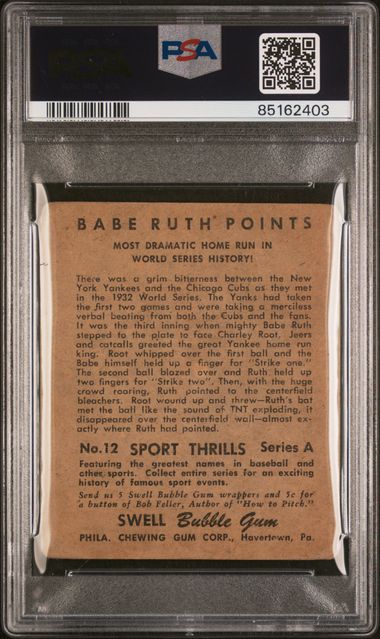 PSA
PSA
85162403
BABE RUTH POINTS
MOST DRAMATIC HOME RUN IN
WORLD SERIES HISTORY!
There was a grim bitterness between the New
York Yankees and the Chicago Cubs as they met
in the 1932 World Series. The Yanks had taken
the first two games and were taking a merciless
verbal beating from both the Cubs and the fans.
It was the third inning when mighty Babe Ruth
stepped to the plate to face Charley Root. Jeers
and catcalls greeted the great Yankee home run
king. Root whipped over the first ball and the
Babe himself held up a finger for "Strike one."
The second ball blazed over and Ruth held up
two fingers for "Strike two". Then, with the huge
crowd roaring, Ruth pointed to the centerfield
bleachers. Root wound up and threw—Ruth's bat
met the ball like the sound of TNT exploding, it
disappeared over the centerfield wall—almost ex-
actly where Ruth had pointed.
No. 12 SPORT THRILLS Series A
Featuring the greatest names in baseball and
other sports. Collect entire series for an exciting
history of famous sport events.
Send us 5 Swell Bubble Gum wrappers and 5c for
a button of Bob Feller, Author of "How to Pitch."
SWELL Bubble Gum
PHILA. CHEWING GUM CORP., Havertown, Pa.